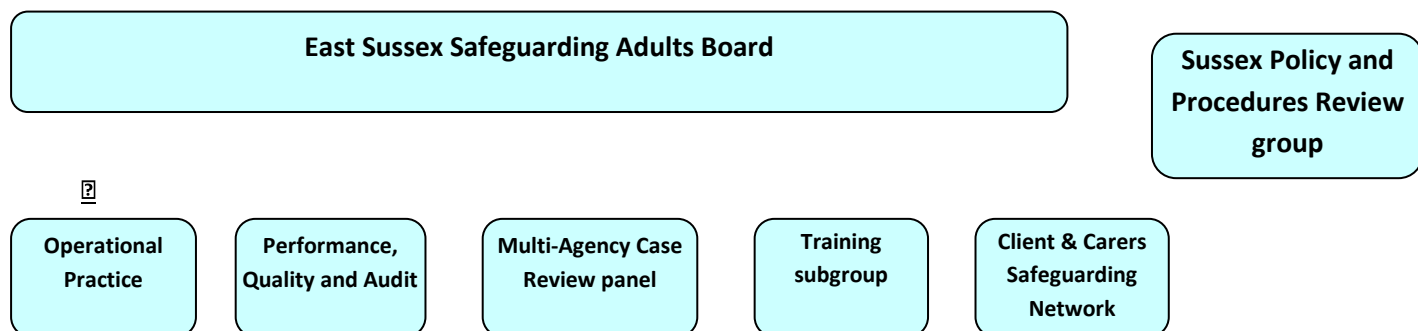 East Sussex Safeguarding Adults Board
Sussex Policy and
Procedures Review
group
⍰
Operational
Practice
Performance,
Quality and Audit
Multi-Agency Case
Review panel
Training
subgroup
Client & Carers
Safeguarding
Network